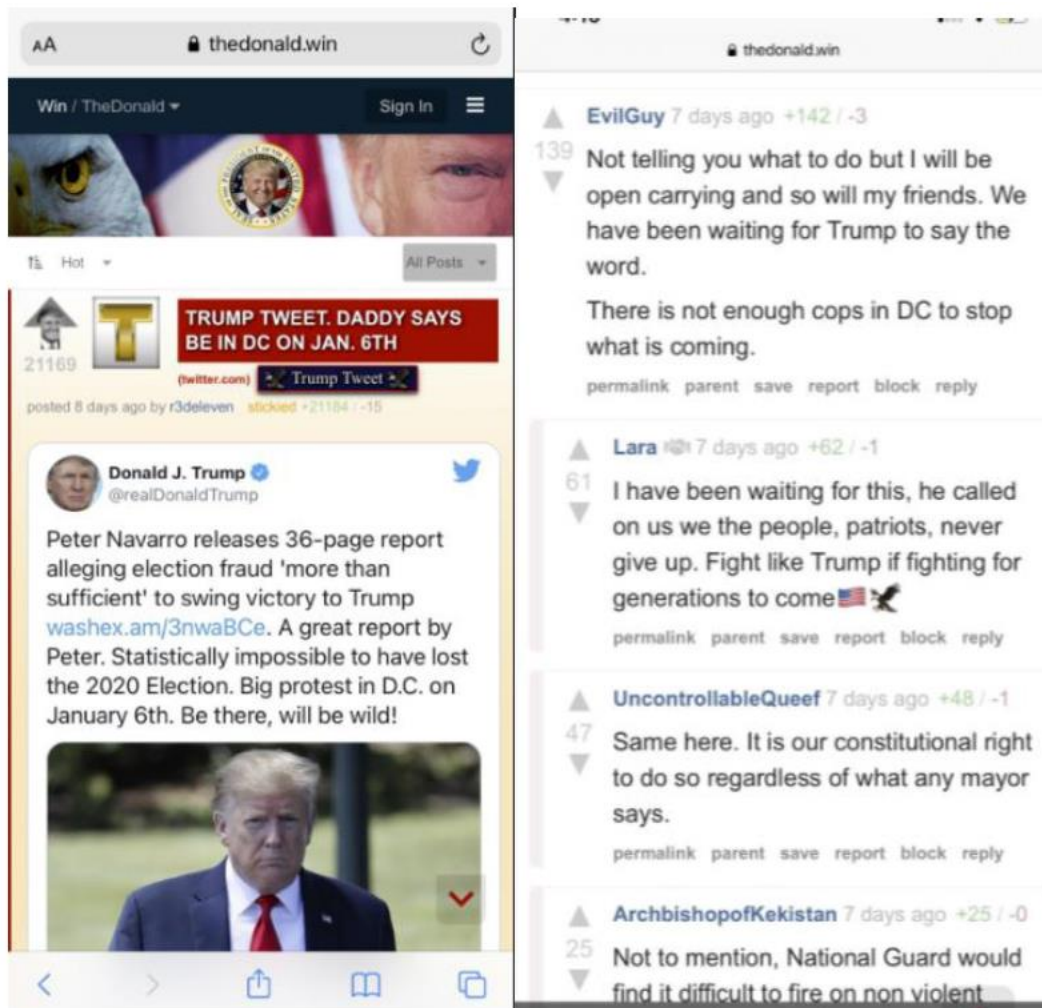 AA
thedonald.win
Win / TheDonald
Sign In
Hot
All Posts
21169
T
TRUMP TWEET. DADDY SAYS
BE IN DC ON JAN. 6TH
(twitter.com)
Trump Tweet
posted 8 days ago by r3deleven stickied +21184 / -15
Donald J. Trump
@realDonaldTrump
Peter Navarro releases 36-page report
alleging election fraud 'more than
sufficient' to swing victory to Trump
washex.am/3nwaBCe. A great report by
Peter. Statistically impossible to have lost
the 2020 Election. Big protest in D.C. on
January 6th. Be there, will be wild!
thedonald.win
EvilGuy 7 days ago +142 / -3
139
Not telling you what to do but I will be
open carrying and so will my friends. We
have been waiting for Trump to say the
word.
There is not enough cops in DC to stop
what is coming.
permalink parent save report block reply
Lara 7 days ago +62 / -1
61
I have been waiting for this, he called
on us we the people, patriots, never
give up. Fight like Trump if fighting for
generations to come
permalink parent save report block reply
UncontrollableQueef 7 days ago +48 / -1
47
Same here. It is our constitutional right
to do so regardless of what any mayor
says.
permalink parent save report block reply
ArchbishopofKekistan 7 days ago +25 / -0
25
Not to mention, National Guard would
find it difficult to fire on non violent